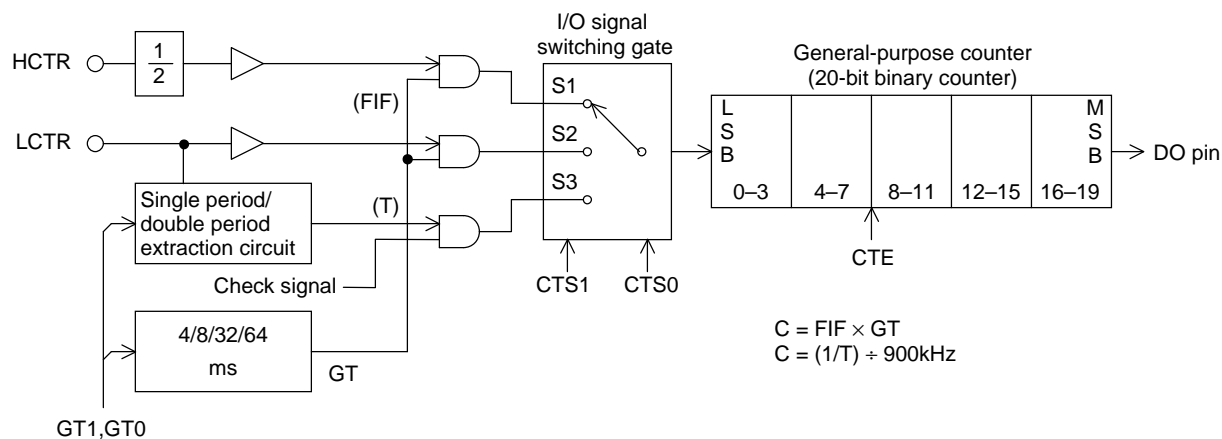 I/O signal
switching gate
General-purpose counter
(20-bit binary counter)
HCTR
1
2
(FIF)
S1
L
S
B
M
S
B
LCTR
S2
DO pin
S3
0–3
4–7
8–11
12–15
16–19
Single period/
double period
extraction circuit
(T)
Check signal
CTS1
CTS0
CTE
4/8/32/64
ms
GT
C = FIF × GT
C = (1/T) ÷ 900kHz
GT1,GT0